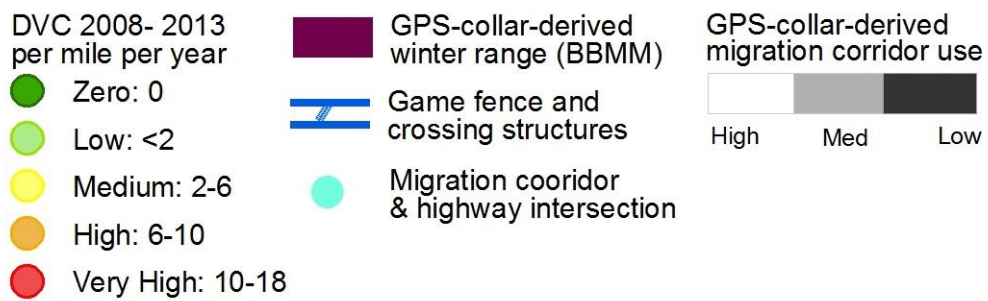 DVC 2008- 2013
per mile per year
Zero: 0
Low: <2
Medium: 2-6
High: 6-10
Very High: 10-18
GPS-collar-derived
winter range (BBMM)
Game fence and
crossing structures
Migration cooridor
& highway intersection
GPS-collar-derived
migration corridor use
High Med Low